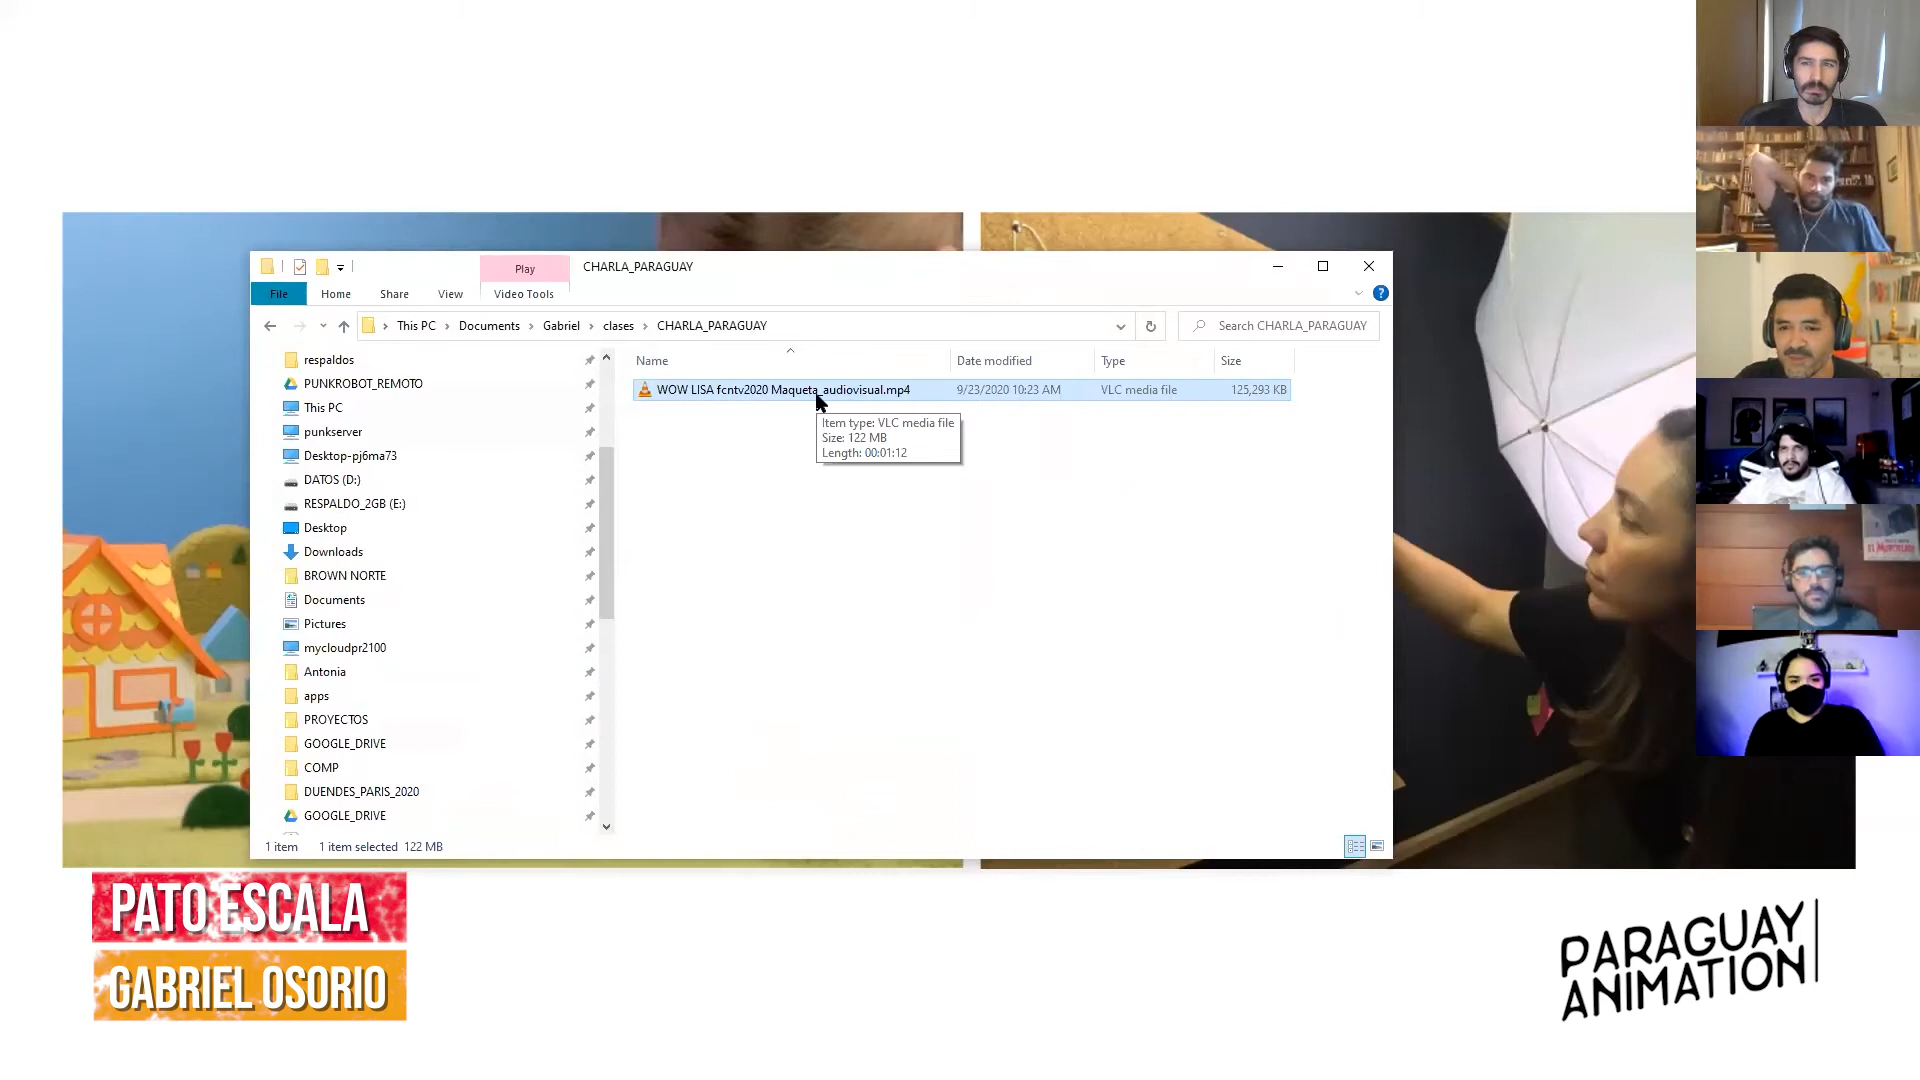 Play
CHARLA_PARAGUAY
File
Home
Share
View
Video Tools
This PC
Documents
Gabriel
clases
CHARLA_PARAGUAY
Search CHARLA_PARAGUAY
respaldos
PUNKROBOT_REMOTO
This PC
punkserver
Desktop-pj6ma73
DATOS (D:)
RESPALDO_2GB (E:)
Desktop
Downloads
BROWN NORTE
Documents
Pictures
mycloudpr2100
Antonia
apps
PROYECTOS
GOOGLE_DRIVE
COMP
DUENDES_PARIS_2020
GOOGLE_DRIVE
Name
Date modified
Type
Size
WOW LISA fcntv2020 Maqueta_audiovisual.mp4
9/23/2020 10:23 AM
VLC media file
125,293 KB
Item type: VLC media file
Size: 122 MB
Length: 00:01:12
1 item
1 item selected 122 MB
PATO ESCALA
GABRIEL OSORIO
PARAGUAY
ANIMATION